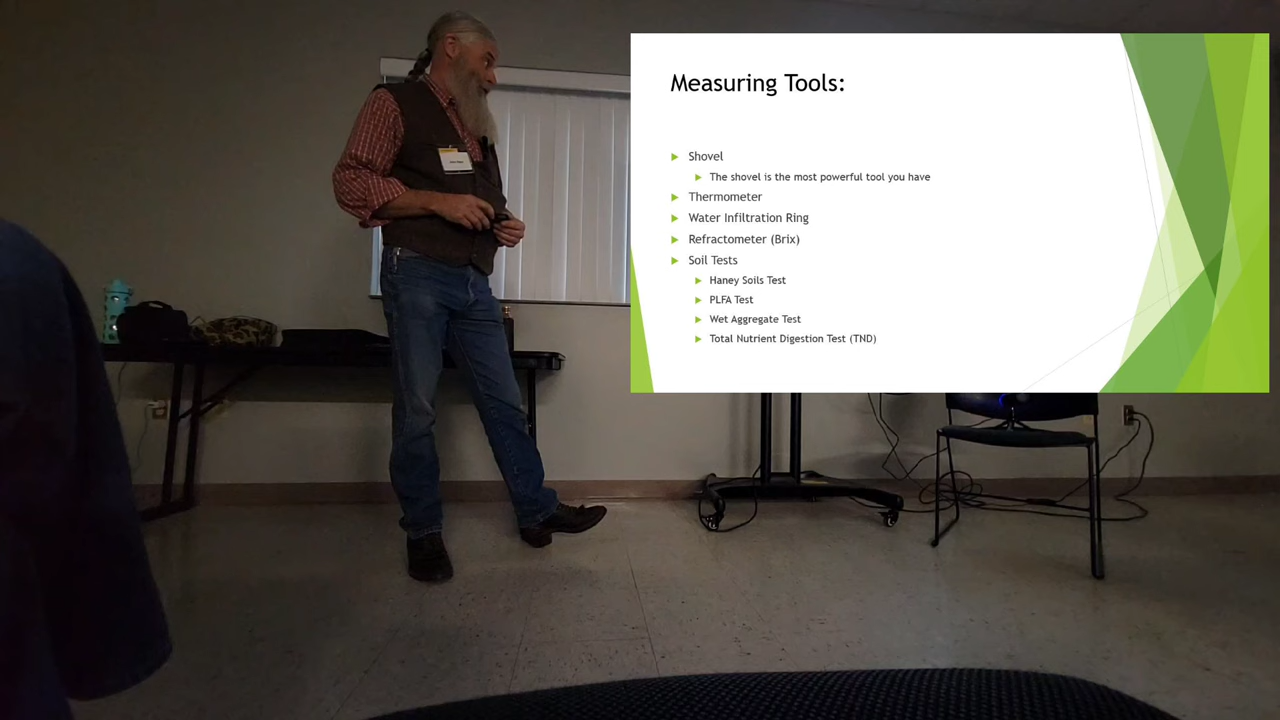 Measuring Tools:
Shovel
The shovel is the most powerful tool you have
Thermometer
Water Infiltration Ring
Refractometer (Brix)
Soil Tests
Haney Soils Test
PLFA Test
Wet Aggregate Test
Total Nutrient Digestion Test (TND)